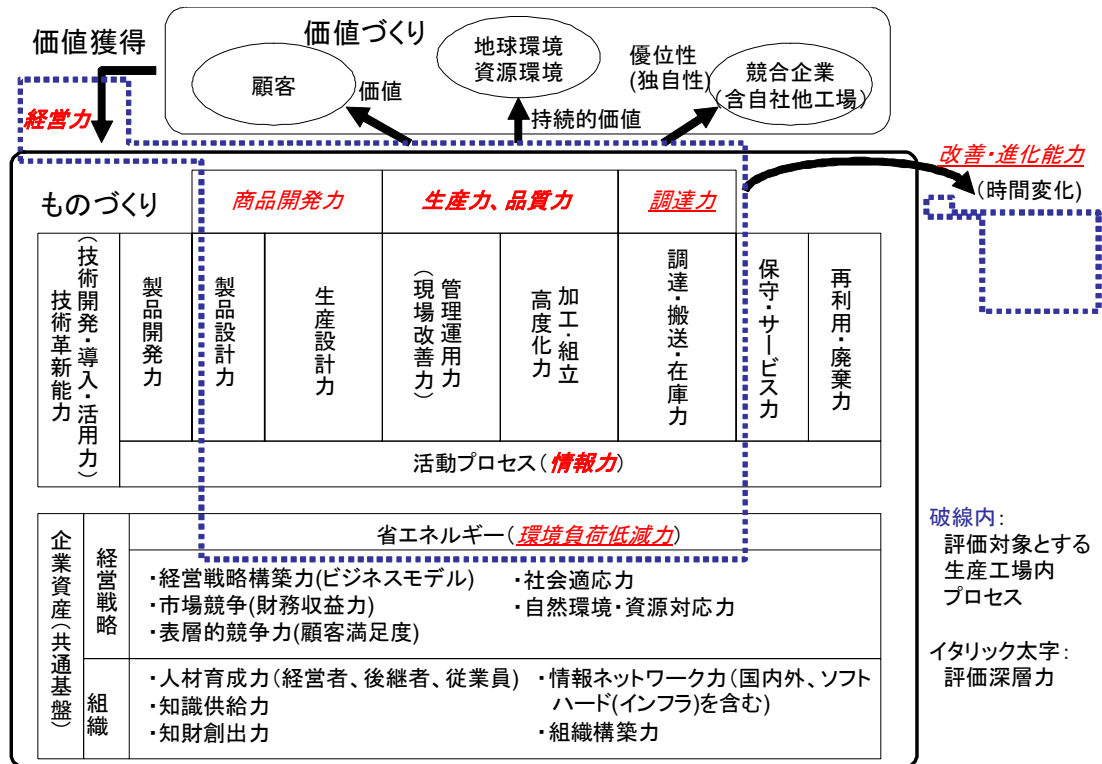 価値獲得
価値づくり
顧客
価値
地球環境
資源環境
持続的価値
優位性
(独自性)
競合企業
(含自社他工場)
経営力
改善・進化能力
(時間変化)
ものづくり
商品開発力
生産力、品質力
調達力
技術革新能力
(技術開発・導入・活用力)
製品開発力
製品設計力
生産設計力
管理運用力
(現場改善力)
加工・組立
高度化力
調達・搬送・在庫力
保守・サービス力
再利用・廃棄力
活動プロセス(情報力)
企業資産(共通基盤)
経営戦略
省エネルギー(環境負荷低減力)
・経営戦略構築力(ビジネスモデル)
・市場競争(財務収益力)
・表層的競争力(顧客満足度)
・社会適応力
・自然環境・資源対応力
組織
・人材育成力(経営者、後継者、従業員)
・知識供給力
・知財創出力
・情報ネットワーク力(国内外、ソフト
ハード(インフラ)を含む)
・組織構築力
破線内:
評価対象とする
生産工場内
プロセス
イタリック太字:
評価深層力